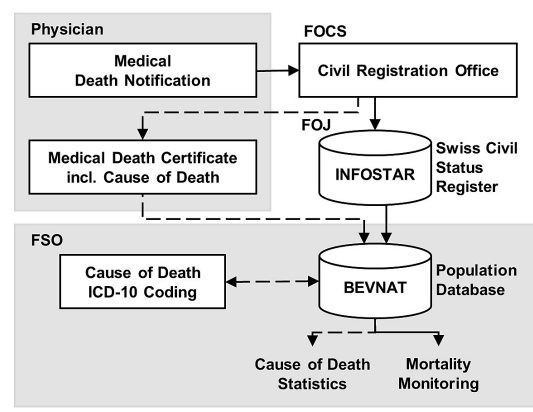 Physician
Medical
Death Notification
FOCS
Civil Registration Office
FOJ
Medical Death Certificate
incl. Cause of Death
INFOSTAR
Swiss Civil
Status
Register
FSO
Cause of Death
ICD-10 Coding
BEVNAT
Population
Database
Cause of Death
Statistics
Mortality
Monitoring